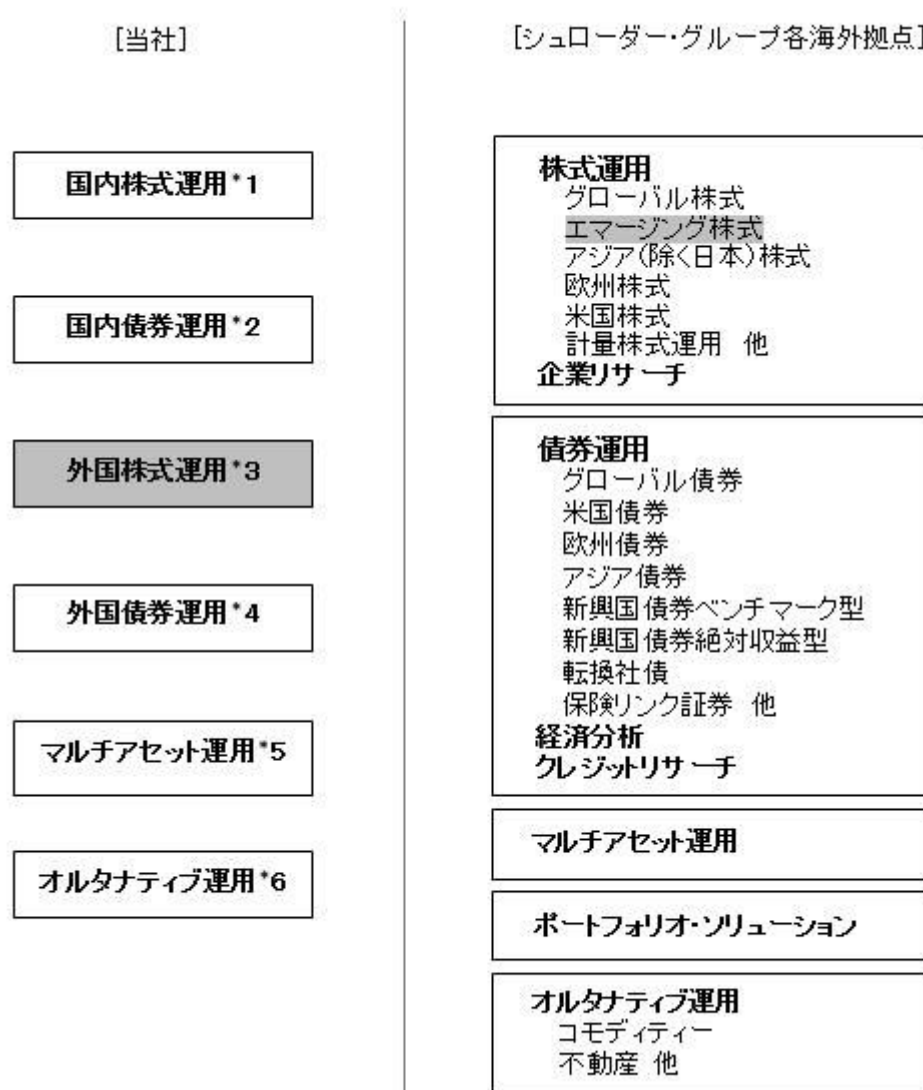 [当社]
国内株式運用*1
国内債券運用*2
外国株式運用*3
外国債券運用*4
マルチアセット運用*5
オルタナティブ運用*6
[シュローダー・グループ各海外拠点]
株式運用
グローバル株式
エマージング株式
アジア(除く日本)株式
欧州株式
米国株式
計量株式運用 他
企業リサーチ
債券運用
グローバル債券
米国債券
欧州債券
アジア債券
新興国債券ベンチマーク型
新興国債券絶対収益型
転換社債
保険リンク証券 他
経済分析
クレジットリサーチ
マルチアセット運用
ポートフォリオ・ソリューション
オルタナティブ運用
コモディティー
不動産 他